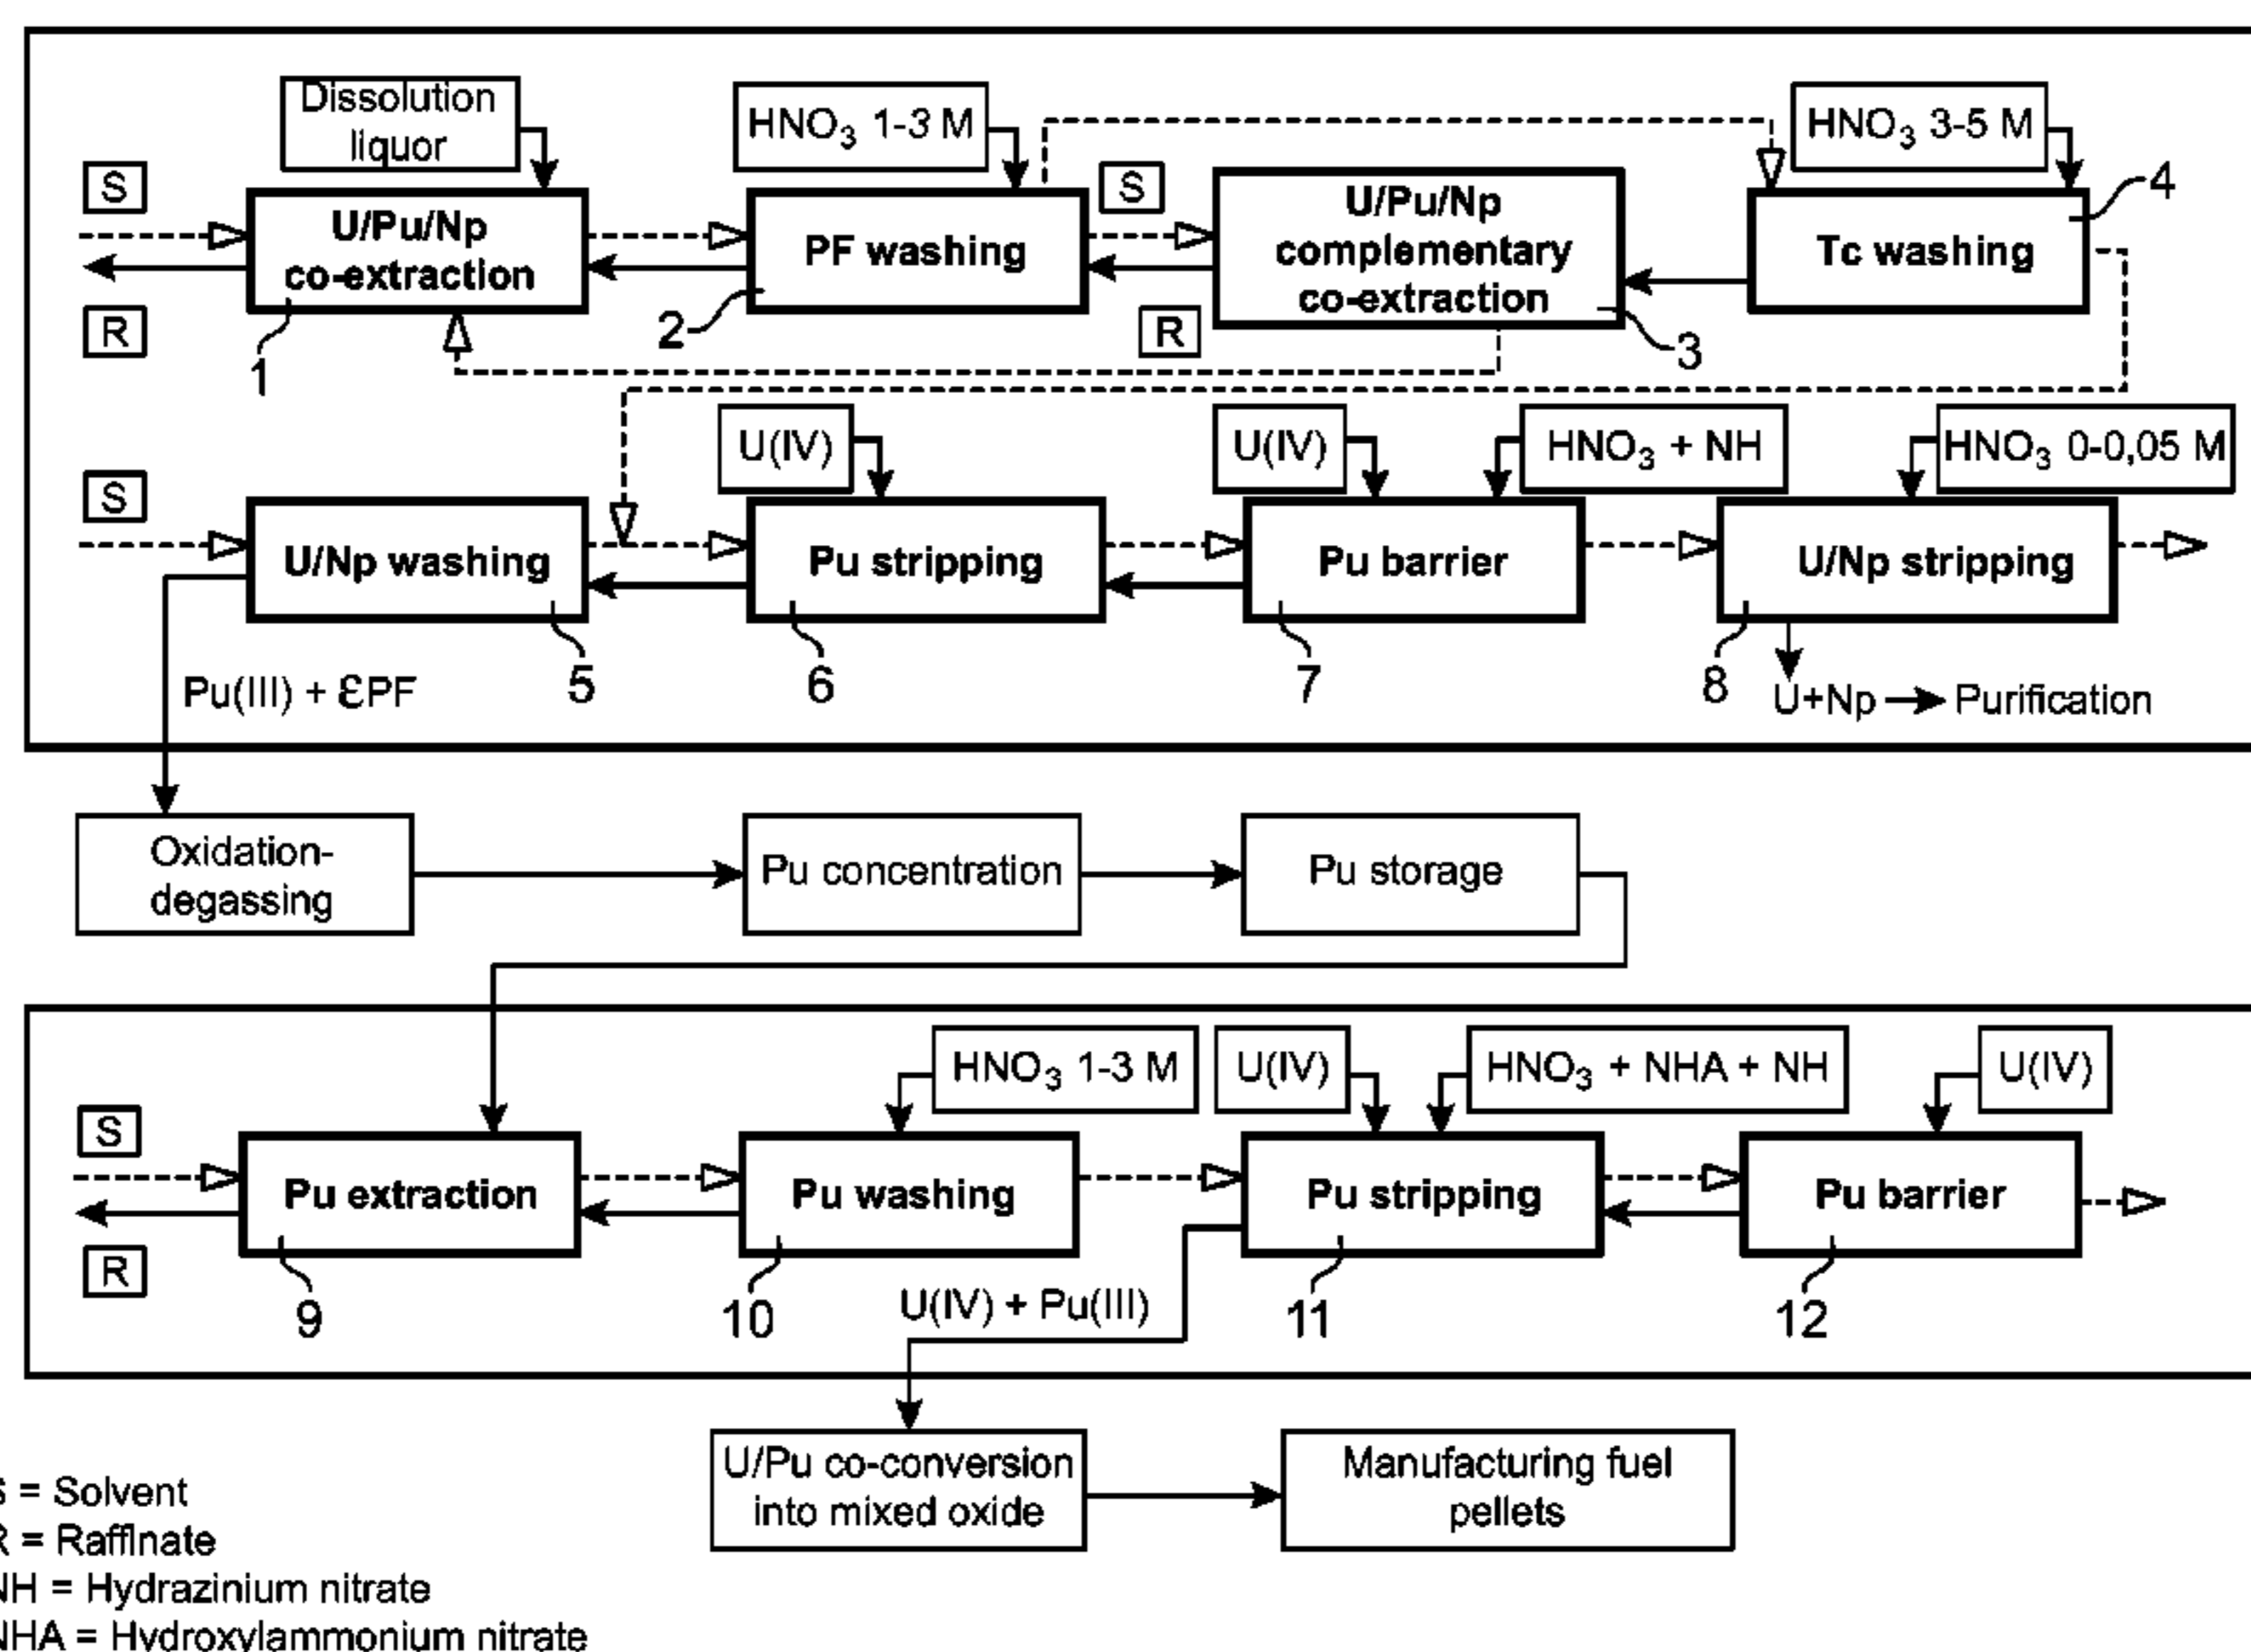 Dissolution
liquor
HNO₃ 1-3 M
HNO₃ 3-5 M
S
U/Pu/Np
co-extraction
PF washing
S
U/Pu/Np
complementary
co-extraction
Tc washing
4
R
1
2
R
3
U(IV)
U(IV)
HNO₃ + NH
HNO₃ 0-0,05 M
S
U/Np washing
Pu stripping
Pu barrier
U/Np stripping
5
6
7
8
Pu(III) + εPF
U+Np
Purification
Oxidation-
degassing
Pu concentration
Pu storage
HNO₃ 1-3 M
U(IV)
HNO₃ + NHA + NH
U(IV)
S
Pu extraction
Pu washing
Pu stripping
Pu barrier
R
9
10
U(IV) + Pu(III)
11
12
U/Pu co-conversion
into mixed oxide
Manufacturing fuel
pellets
S = Solvent
R = Raffinate
NH = Hydrazinium nitrate
NHA = Hydroxylammonium nitrate